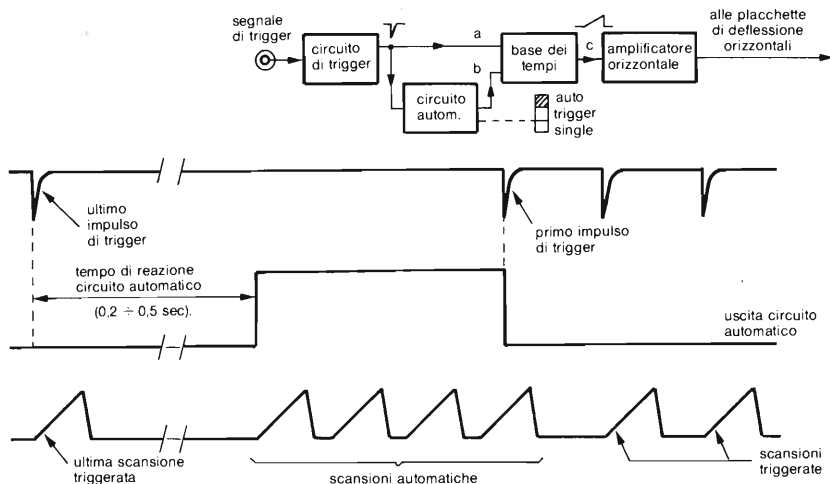 segnale
di trigger
circuito
di trigger
a
b
circuito
autom.
base dei
tempi
c
amplificatore
orizzontale
alle placchette
di deflessione
orizzontali
auto
trigger
single
ultimo
impulso
di trigger
primo impulso
di trigger
tempo di reazione
circuito automatico
(0,2 ÷ 0,5 sec).
uscita circuito
automatico
ultima scansione
triggerata
scansioni automatiche
scansioni
triggerate